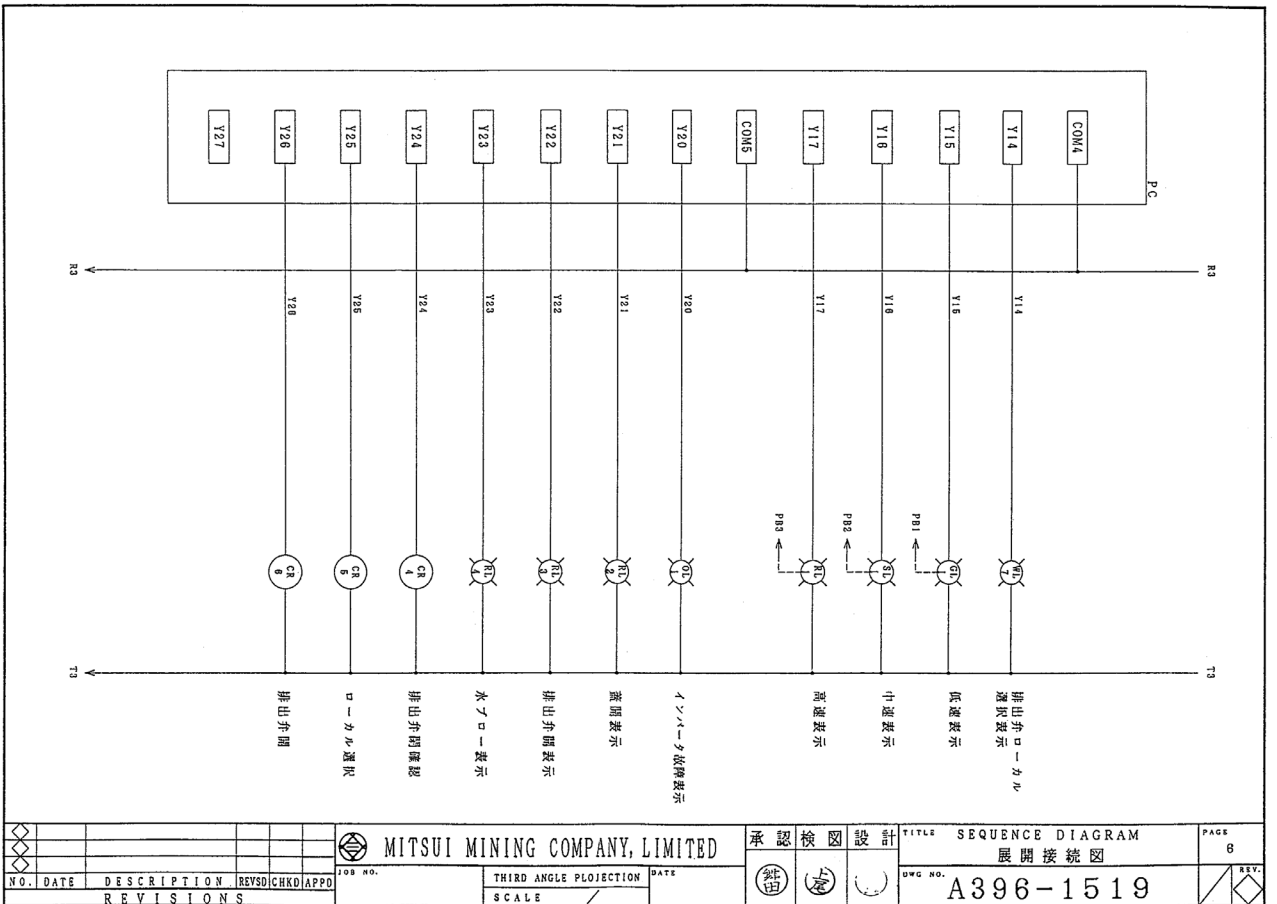 Y27
Y26
Y25
Y24
Y23
Y22
Y21
Y20
COM5
Y17
Y16
Y15
Y14
COM4
PC
R3
R3
Y26
Y25
Y24
Y23
Y22
Y21
Y20
Y17
Y16
Y15
Y14
PB3
PB2
PB1
CR
6
CR
5
CR
4
RL
4
RL
3
RL
2
OL
1
RL
SL
GL
WL
7
T3
T3
排出弁開
ローカル選択
排出弁閉確認
水ブロー表示
排出弁開表示
蓋開表示
インバータ故障表示
高速表示
中速表示
低速表示
排出弁ローカル
選択表示
NO.
DATE
DESCRIPTION
REVSD
CHKD
APPD
REVISIONS
MITSUI MINING COMPANY, LIMITED
JOB NO.
THIRD ANGLE PLOJECTION
SCALE
DATE
承認
検図
設計
上尾
TITLE
SEQUENCE DIAGRAM
展開接続図
DWG NO.
A396-1519
PAGE
6
REV.